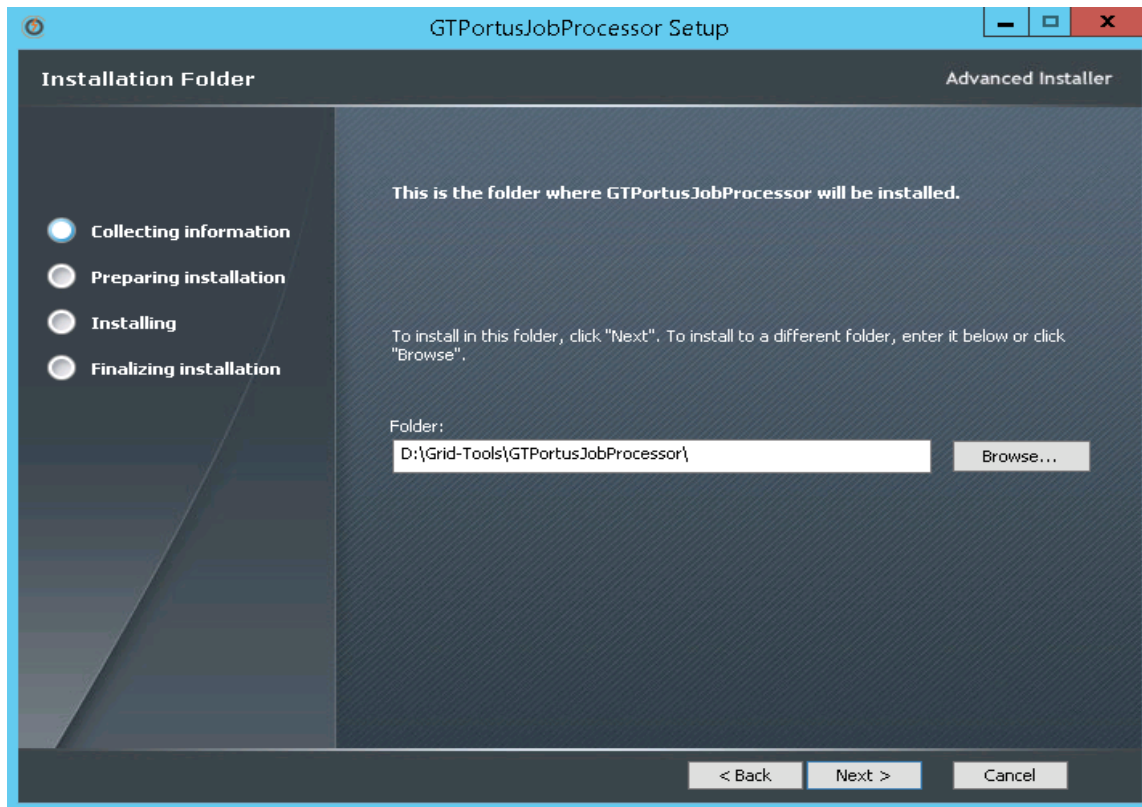 GTPortusJobProcessor Setup
Installation Folder
Advanced Installer
This is the folder where GTPortusJobProcessor will be installed.
Collecting information
Preparing installation
Installing
Finalizing installation
To install in this folder, click "Next". To install to a different folder, enter it below or click
"Browse".
Folder:
D:\Grid-Tools\GTPortusJobProcessor\
Browse...
< Back
Next >
Cancel